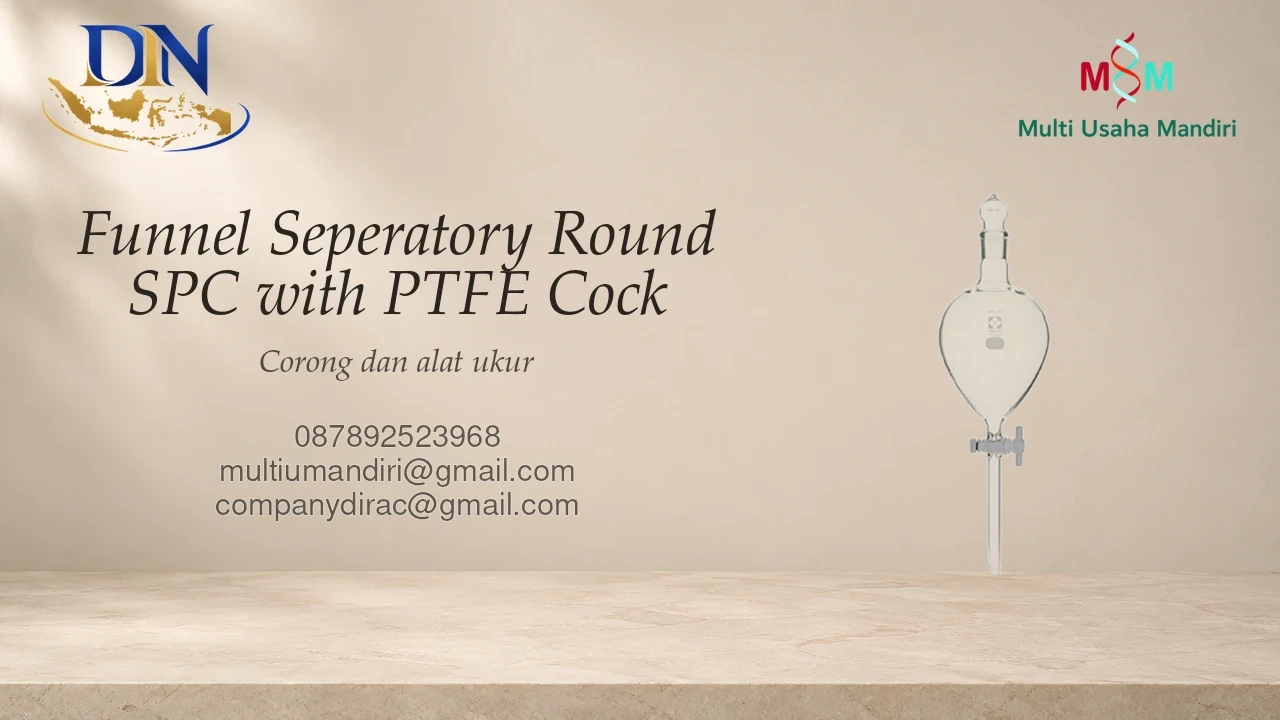 DIN
M M
Multi Usaha Mandiri
Funnel Seperatory Round
SPC with PTFE Cock
Corong dan alat ukur
087892523968
multiumandiri@gmail.com
companydirac@gmail.com